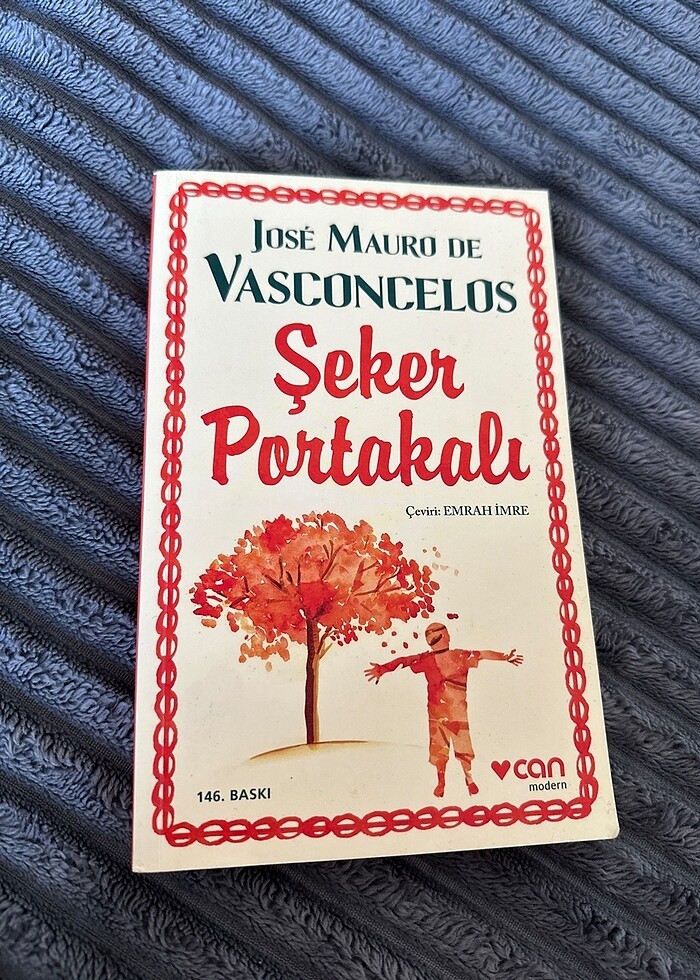 JOSÉ MAURO DE
VASCONCELOS
Şeker
Portakalı
Çeviri: EMRAH İMRE
can
modern
146. BASKI